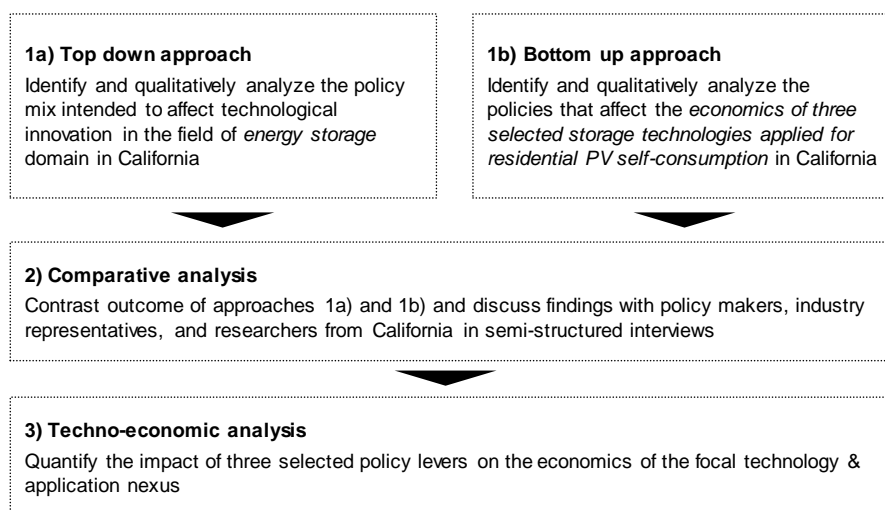 1a) Top down approach
Identify and qualitatively analyze the policy
mix intended to affect technological
innovation in the field of energy storage
domain in California
1b) Bottom up approach
Identify and qualitatively analyze the
policies that affect the economics of three
selected storage technologies applied for
residential PV self-consumption in California
2) Comparative analysis
Contrast outcome of approaches 1a) and 1b) and discuss findings with policy makers, industry
representatives, and researchers from California in semi-structured interviews
3) Techno-economic analysis
Quantify the impact of three selected policy levers on the economics of the focal technology &
application nexus